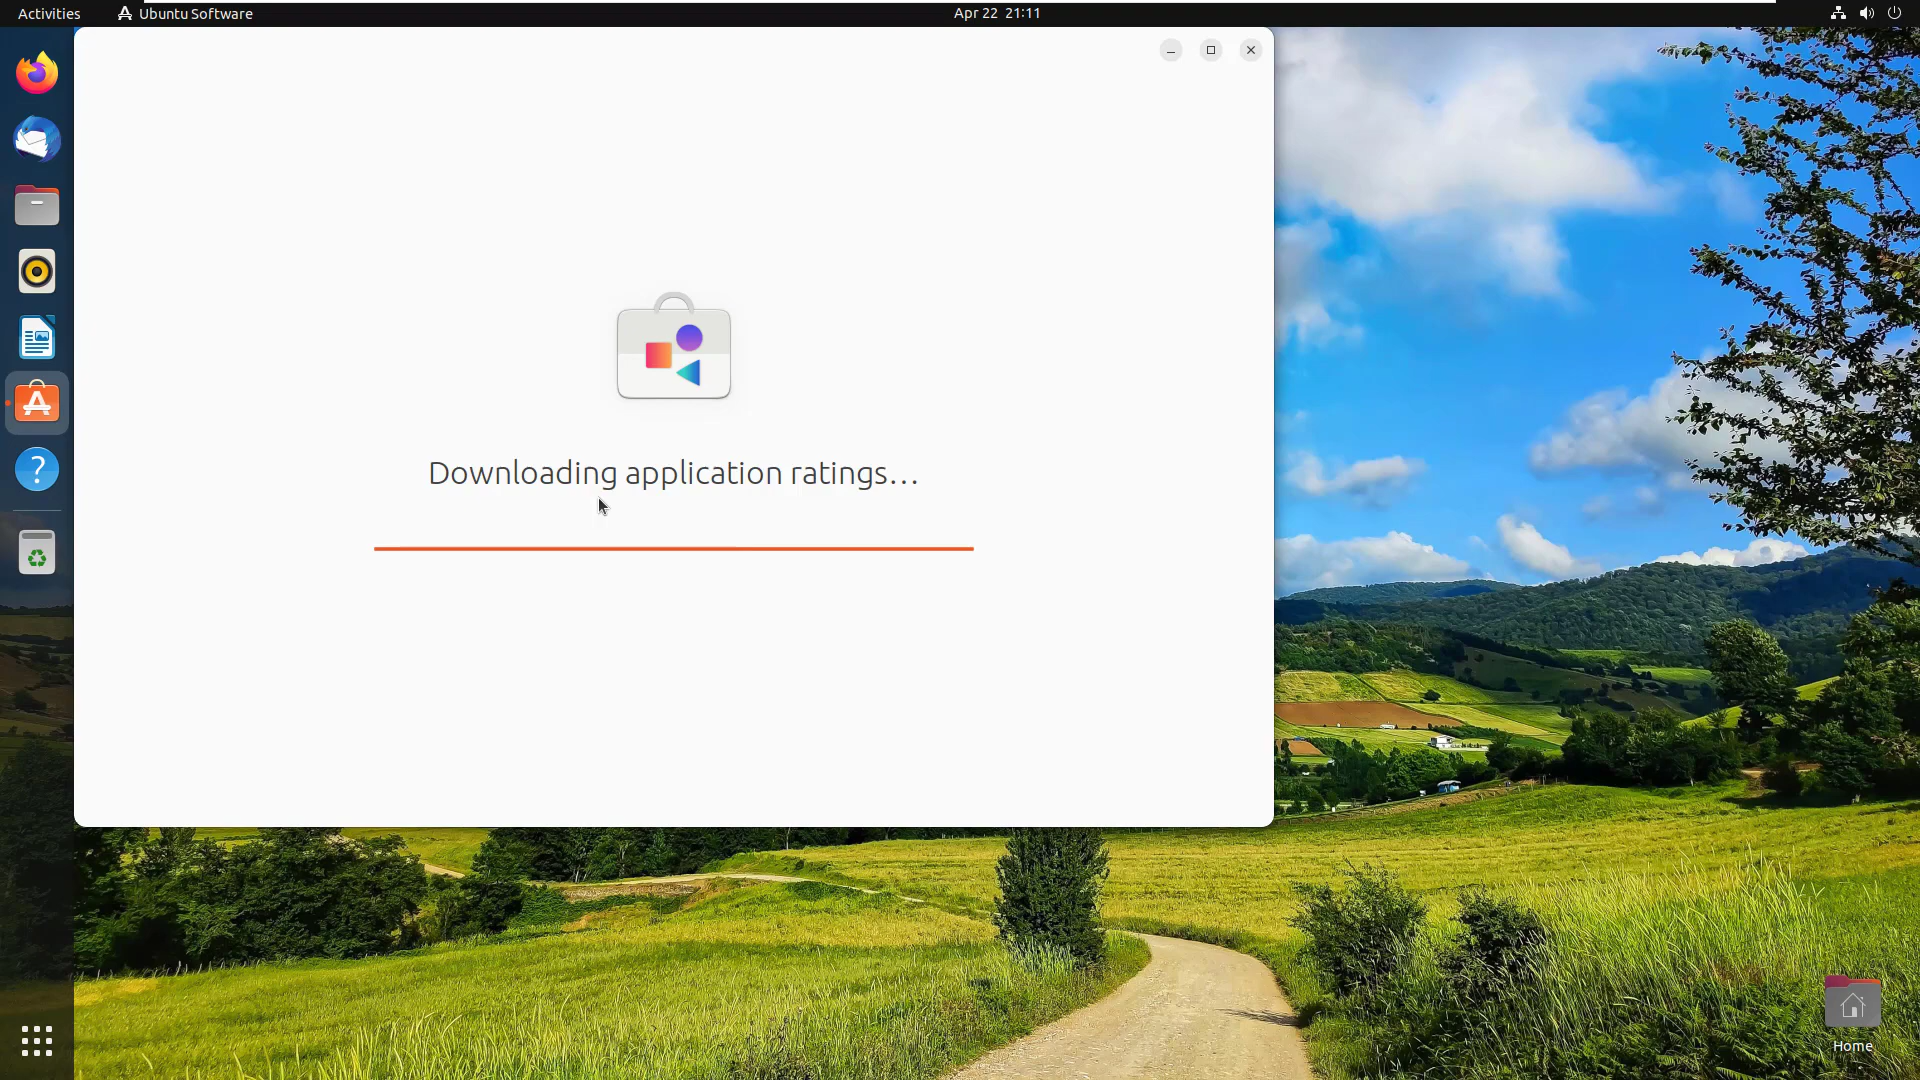 Activities
Ubuntu Software
Apr 22 21:11
Downloading application ratings...
Home